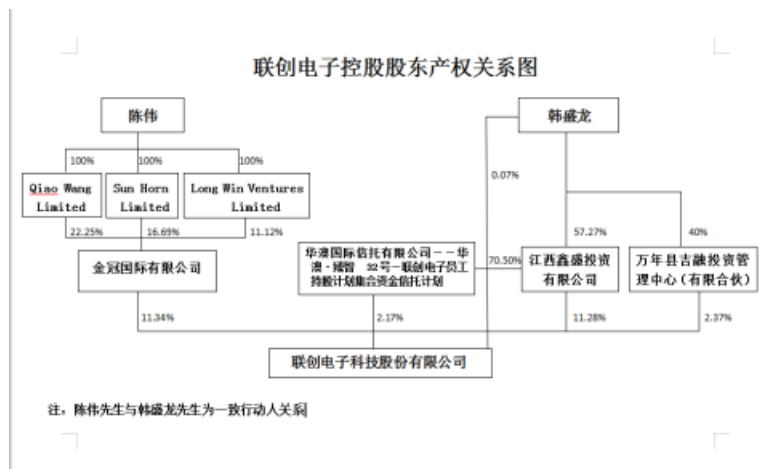 联创电子控股股东产权关系图
陈伟
韩盛龙
100%
100%
100%
0.07%
Qiao Wang
Limited
Sun Horn
Limited
Long Win Ventures
Limited
22.25%
16.69%
11.12%
57.27%
40%
金冠国际有限公司
华澳国际信托有限公司--华
澳·臻智 32号-联创电子员工
持股计划集合资金信托计划
70.50%
江西鑫盛投资
有限公司
万年县吉融投资管
理中心(有限合伙)
11.34%
2.17%
11.28%
2.37%
联创电子科技股份有限公司
注:陈伟先生与韩盛龙先生为一致行动人关系